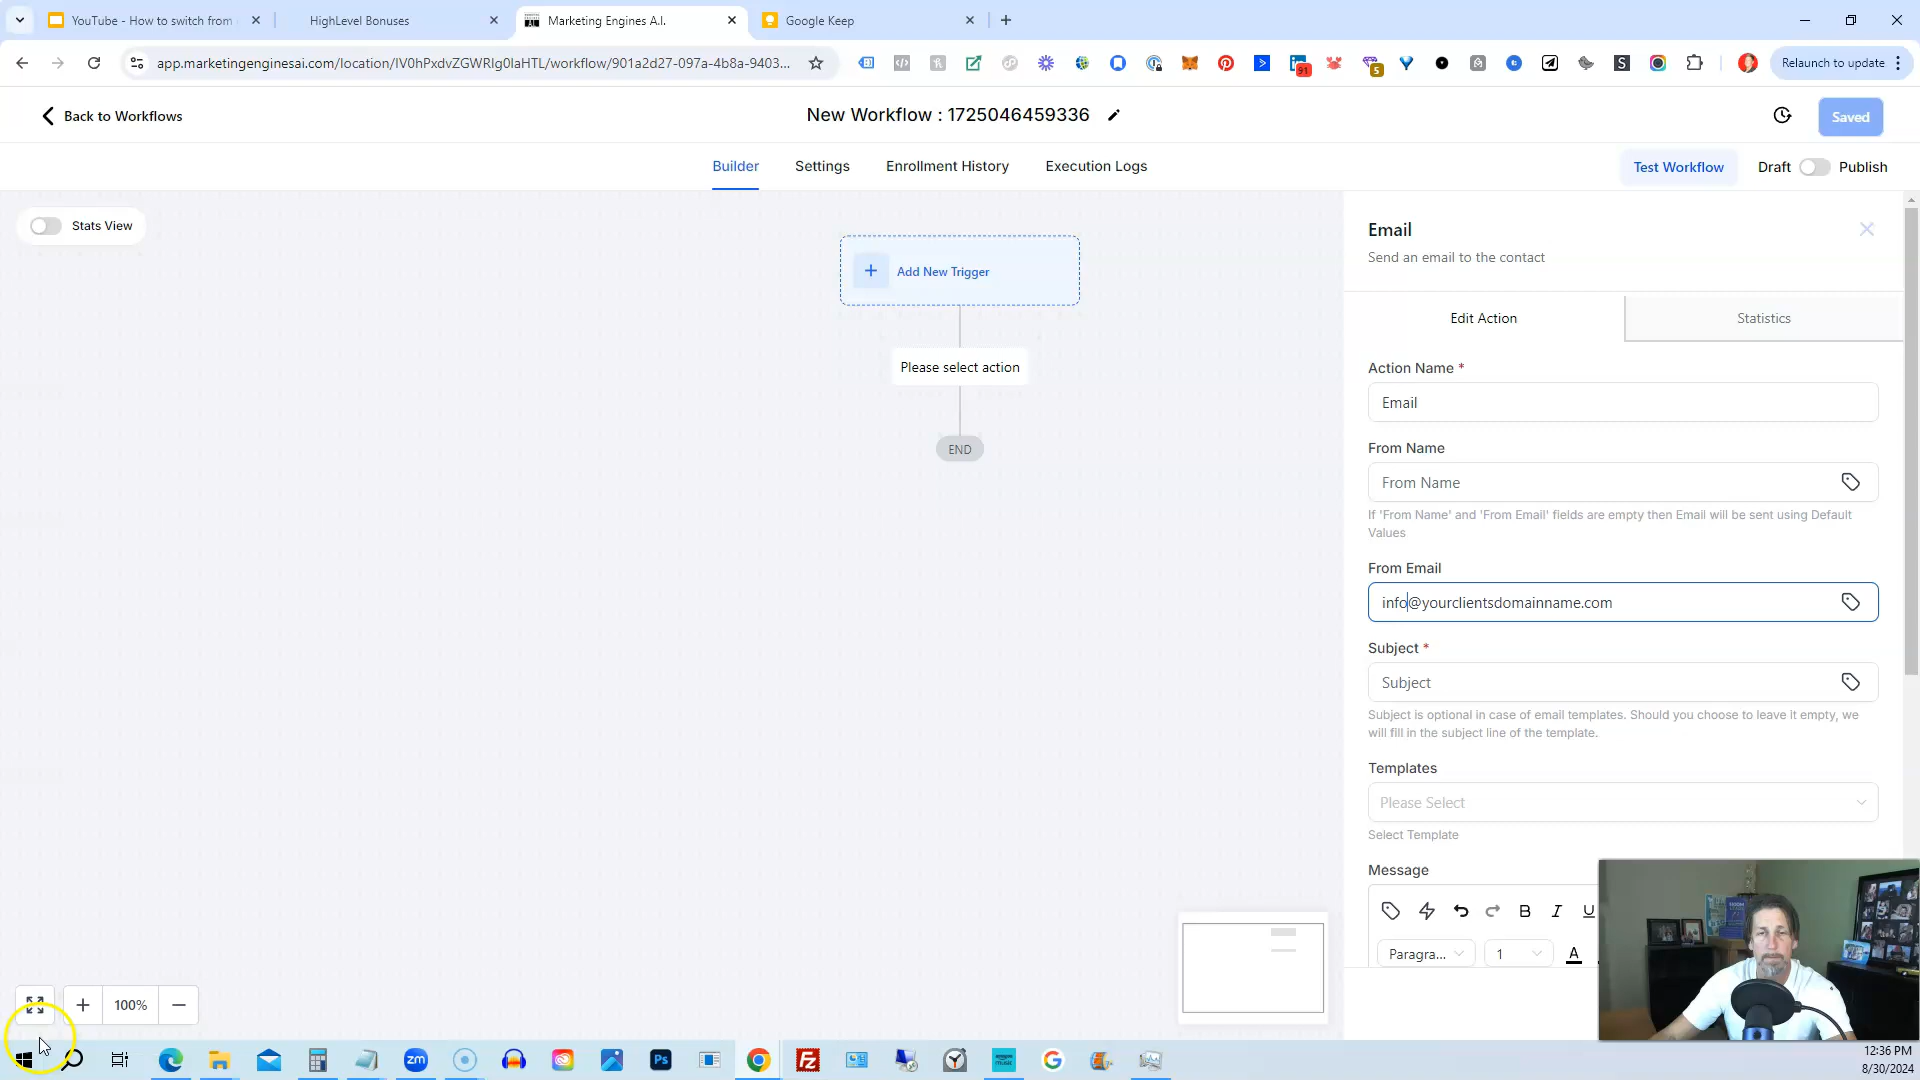 YouTube - How to switch from
HighLevel Bonuses
Marketing Engines A.I.
Google Keep
app.marketingenginesai.com/location/IV0hPxdvZGWRlg0laHTL/workflow/901a2d27-097a-4b8a-9403...
91
5
Relaunch to update
Back to Workflows
New Workflow : 1725046459336
Saved
Builder
Settings
Enrollment History
Execution Logs
Test Workflow
Draft
Publish
Stats View
Add New Trigger
Please select action
END
Email
Send an email to the contact
Edit Action
Statistics
Action Name *
Email
From Name
From Name
If 'From Name' and 'From Email' fields are empty then Email will be sent using Default
Values
From Email
info@yourclientsdomainname.com
Subject *
Subject
Subject is optional in case of email templates. Should you choose to leave it empty, we
will fill in the subject line of the template.
Templates
Please Select
Select Template
Message
B I U
Paragra...
1
A
100%
zm
Ps
amazon
music
12:36 PM
8/30/2024